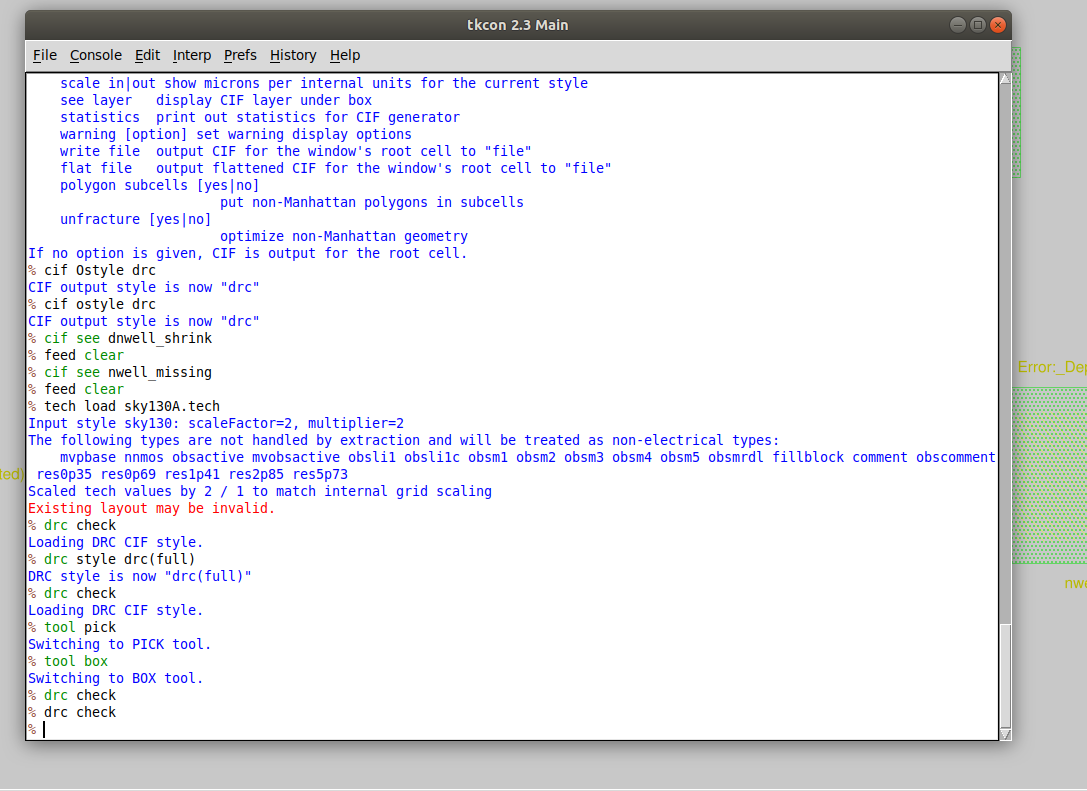 tkcon 2.3 Main
File Console Edit Interp Prefs History Help
scale in|out show microns per internal units for the current style
see layer   display CIF layer under box
statistics  print out statistics for CIF generator
warning [option] set warning display options
write file  output CIF for the window's root cell to "file"
flat file   output flattened CIF for the window's root cell to "file"
polygon subcells [yes|no]
put non-Manhattan polygons in subcells
unfracture [yes|no]
optimize non-Manhattan geometry
If no option is given, CIF is output for the root cell.
% cif Ostyle drc
CIF output style is now "drc"
% cif ostyle drc
CIF output style is now "drc"
% cif see dnwell_shrink
% feed clear
% cif see nwell_missing
% feed clear
% tech load sky130A.tech
Input style sky130: scaleFactor=2, multiplier=2
The following types are not handled by extraction and will be treated as non-electrical types:
mvpbase nnmos obsactive mvobsactive obsli1 obsli1c obsm1 obsm2 obsm3 obsm4 obsm5 obsmrdl fillblock comment obscomment
res0p35 res0p69 res1p41 res2p85 res5p73
Scaled tech values by 2 / 1 to match internal grid scaling
Existing layout may be invalid.
% drc check
Loading DRC CIF style.
% drc style drc(full)
DRC style is now "drc(full)"
% drc check
Loading DRC CIF style.
% tool pick
Switching to PICK tool.
% tool box
Switching to BOX tool.
% drc check
% drc check
%
Error:_Dep
ted)
nwe